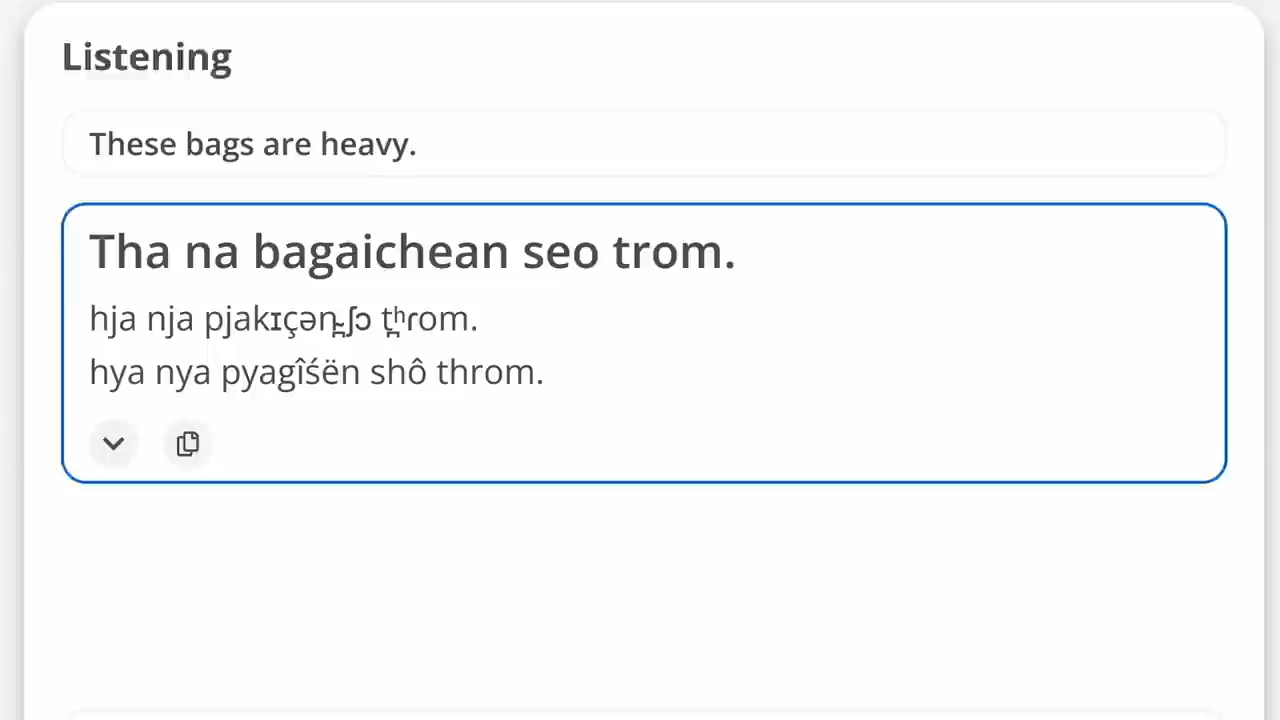 Listening
These bags are heavy.
Tha na bagaichean seo trom.
hja nja pjakɪçən̪ʃɔ t̪ʰɾom.
hya nya pyagîśën shô throm.